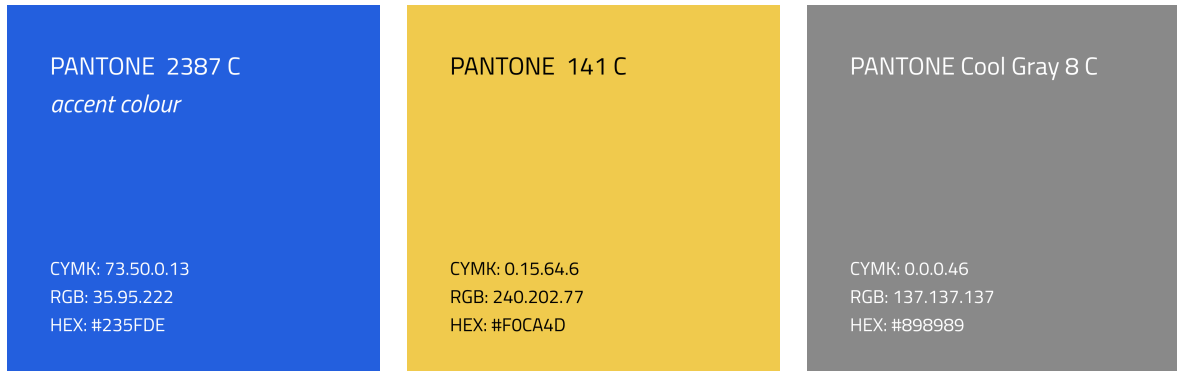 PANTONE  2387 C
accent colour
CYMK: 73.50.0.13
RGB: 35.95.222
HEX: #235FDE
PANTONE  141 C
CYMK: 0.15.64.6
RGB: 240.202.77
HEX: #F0CA4D
PANTONE Cool Gray 8 C
CYMK: 0.0.0.46
RGB: 137.137.137
HEX: #898989